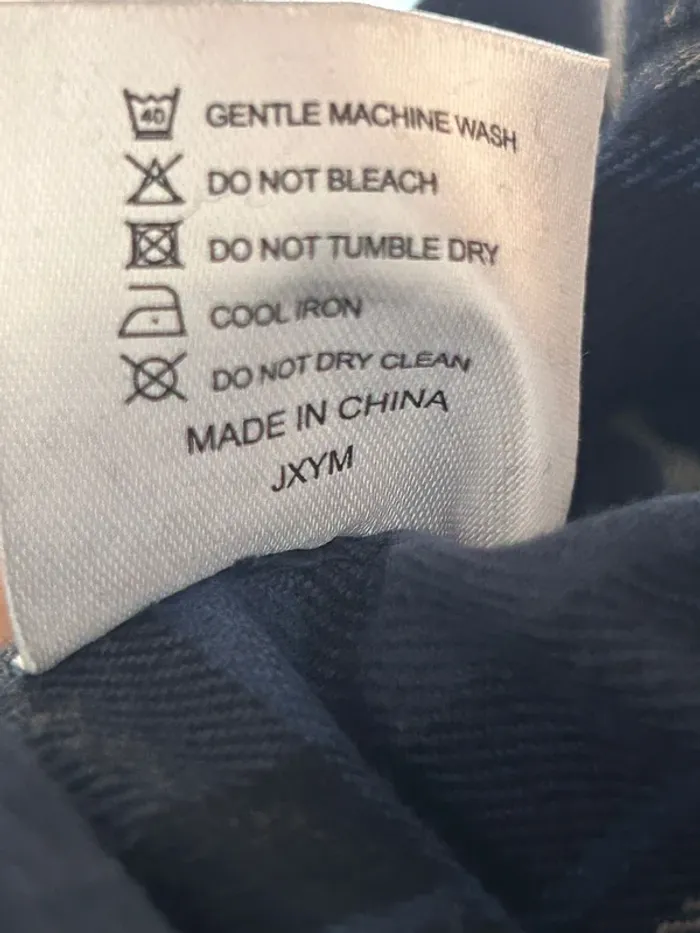 40 GENTLE MACHINE WASH
DO NOT BLEACH
DO NOT TUMBLE DRY
COOL IRON
DO NOT DRY CLEAN
MADE IN CHINA
JXYM